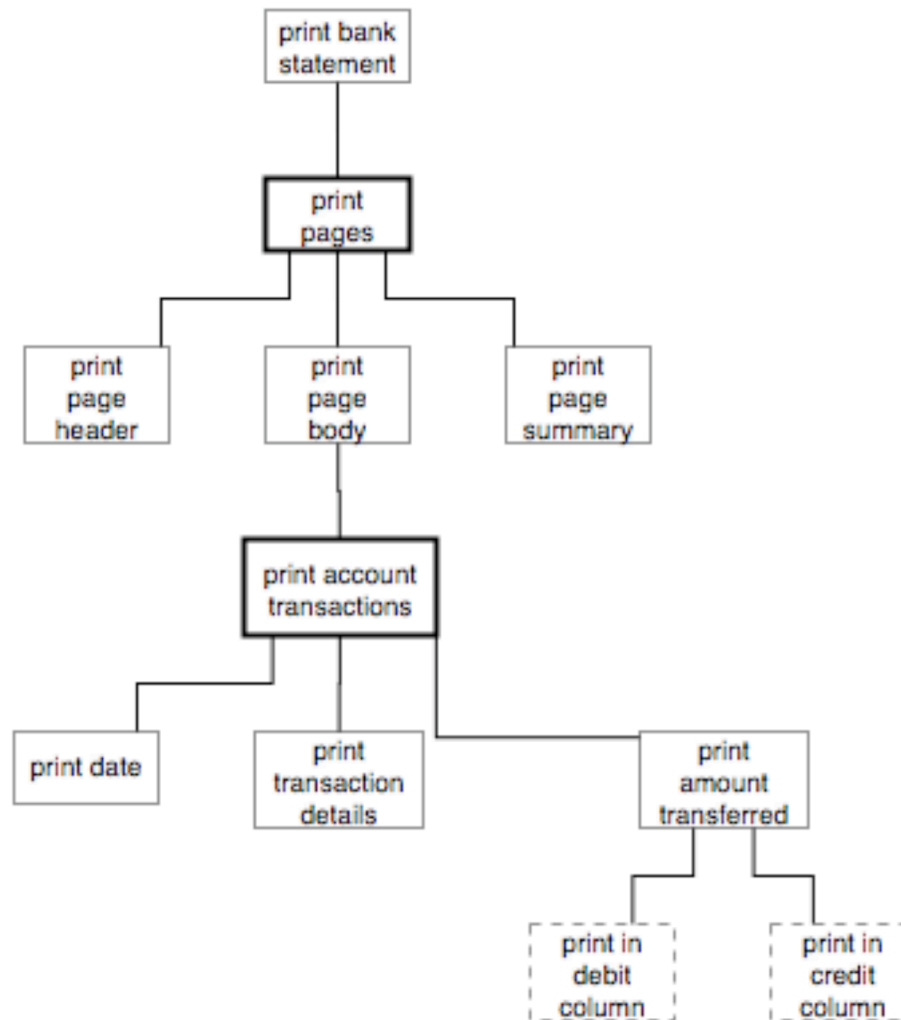 print bank
statement
print
pages
print
page
header
print
page
body
print
page
summary
print account
transactions
print date
print
transaction
details
print
amount
transferred
print in
debit
column
print in
credit
column